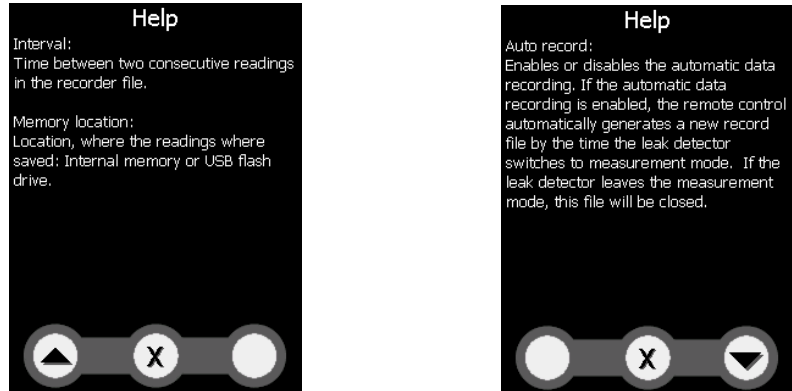 Help
Interval:
Time between two consecutive readings
in the recorder file.
Memory location:
Location, where the readings where
saved: Internal memory or USB flash
drive.
X
Help
Auto record:
Enables or disables the automatic data
recording. If the automatic data
recording is enabled, the remote control
automatically generates a new record
file by the time the leak detector
switches to measurement mode. If the
leak detector leaves the measurement
mode, this file will be closed.
X